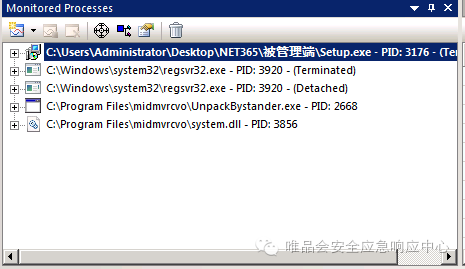 Monitored Processes
C:\Users\Administrator\Desktop\NET365\被管理端\Setup.exe - PID: 3176 - (Ter
C:\Windows\system32\regsvr32.exe - PID: 3920 - (Terminated)
C:\Windows\system32\regsvr32.exe - PID: 3920 - (Detached)
C:\Program Files\midmvrcvo\UnpackBystander.exe - PID: 2668
C:\Program Files\midmvrcvo\system.dll - PID: 3856
唯品会安全应急响应中心